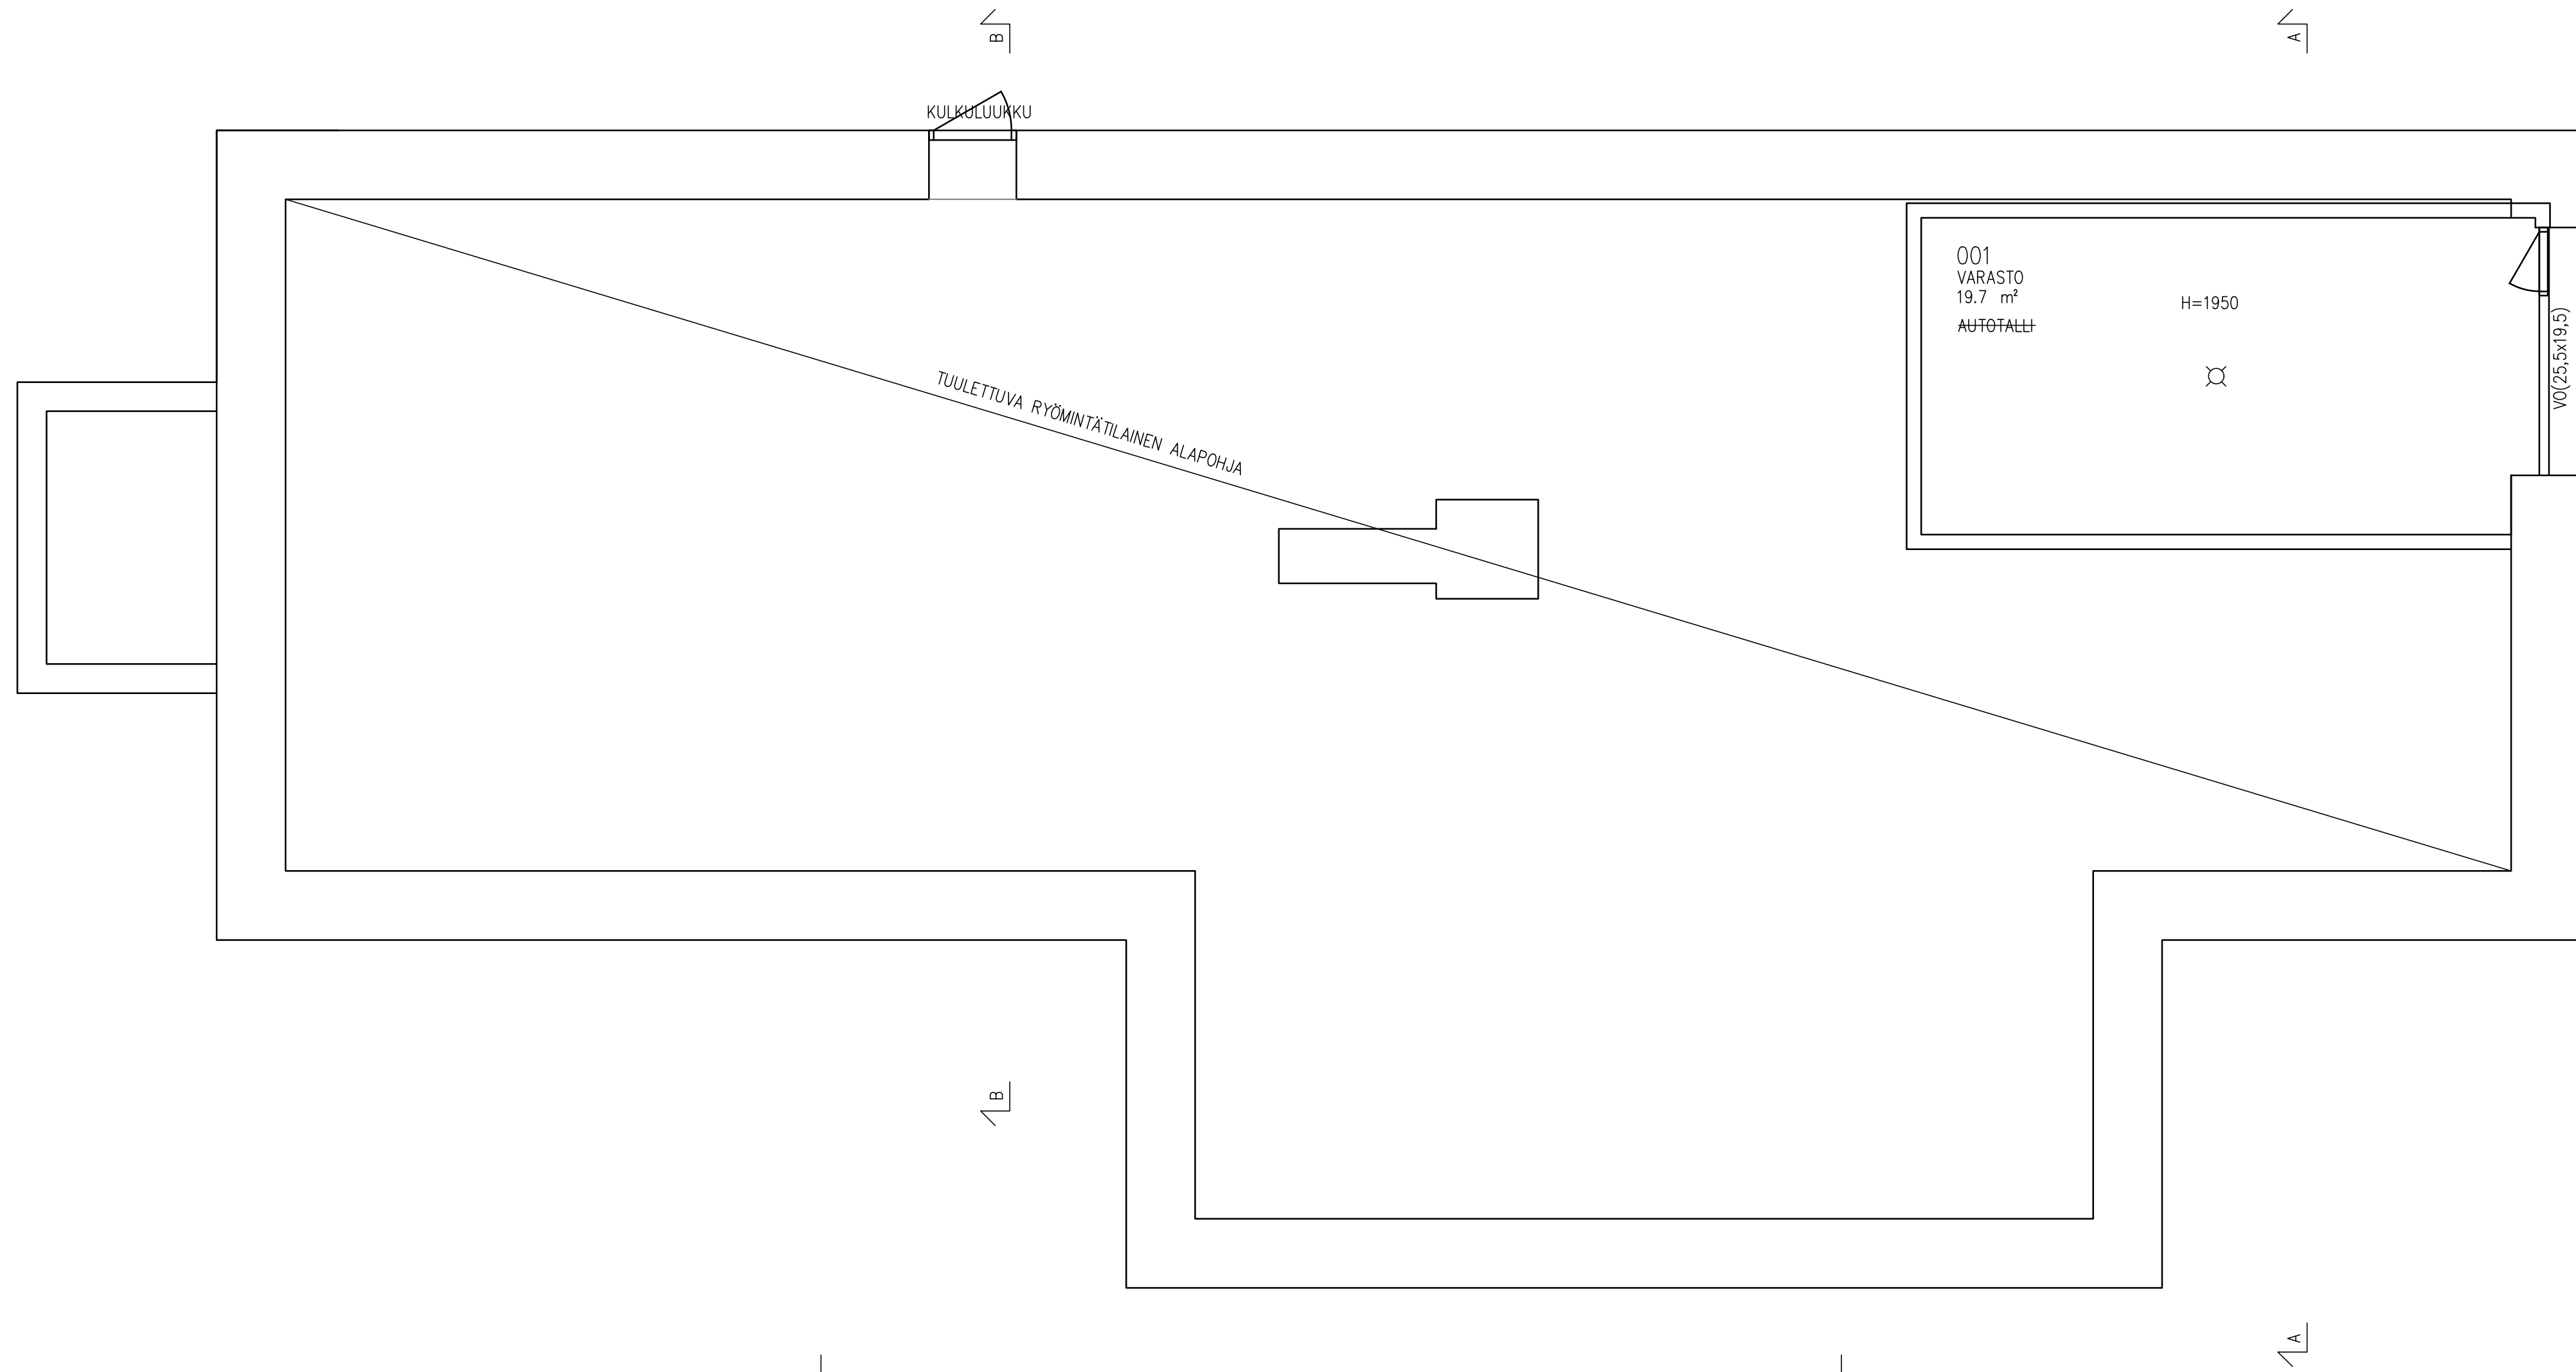 B
A
KULKULUUKKU
001
VARASTO
19.7 m²
H=1950
AUTOTALLI
VO(25,5x19,5)
TUULETTUVA RYÖMINTÄTILAINEN ALAPOHJA
B
A